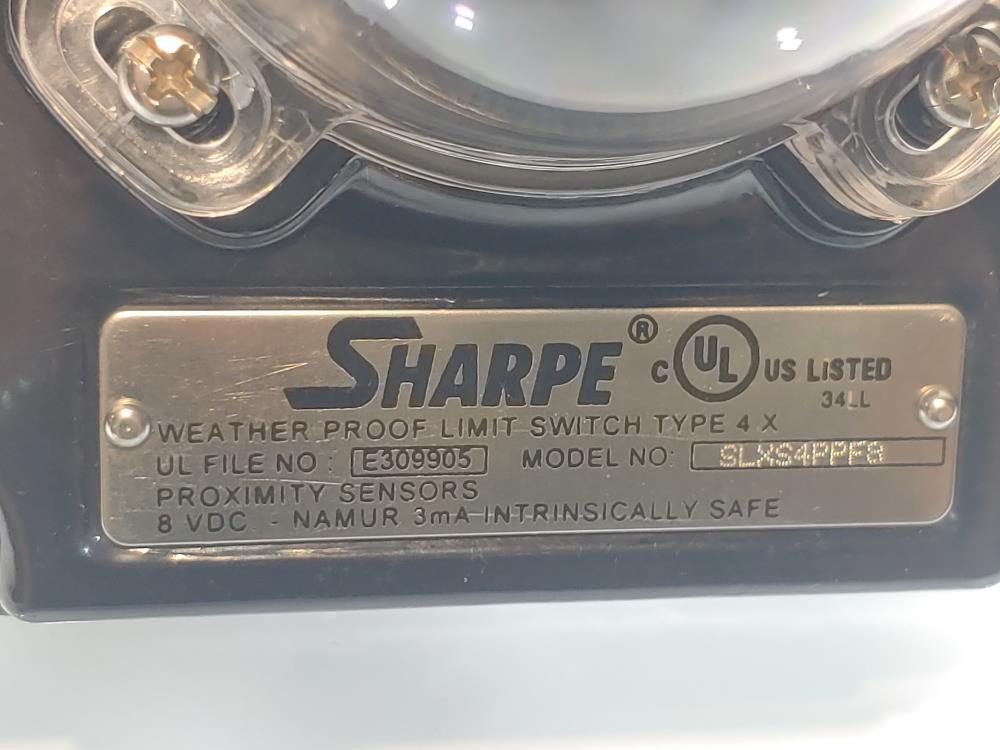 SHARPE®
C UL US LISTED
34LL
WEATHER PROOF LIMIT SWITCH TYPE 4 X
UL FILE NO : E309905 MODEL NO: SLXS4PPF8
PROXIMITY SENSORS
8 VDC - NAMUR 3mA INTRINSICALLY SAFE